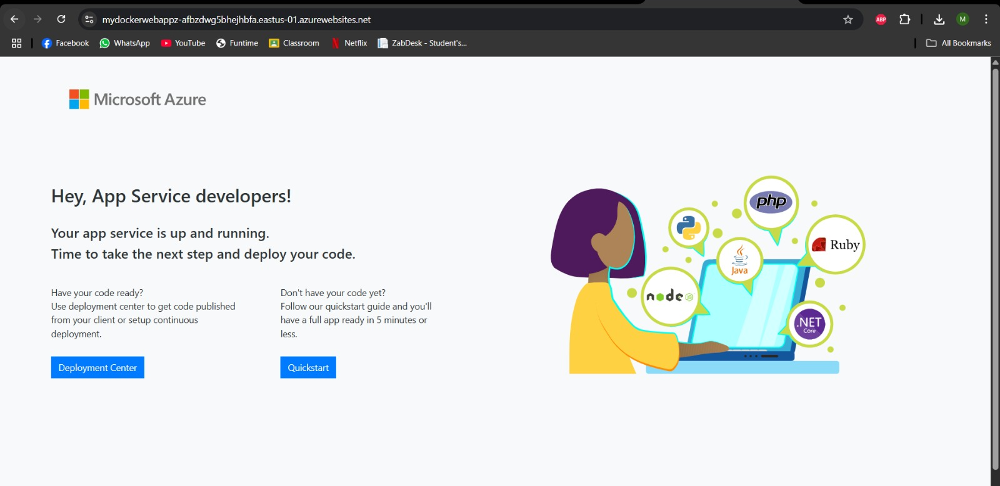 mydockerwebappz-afbzdwg5bhejhbfa.eastus-01.azurewebsites.net
ABP
M
Facebook
WhatsApp
YouTube
Funtime
Classroom
Netflix
ZabDesk - Student's...
All Bookmarks
Microsoft Azure
Hey, App Service developers!
Your app service is up and running.
Time to take the next step and deploy your code.
Have your code ready?
Use deployment center to get code published
from your client or setup continuous
deployment.
Deployment Center
Don't have your code yet?
Follow our quickstart guide and you'll
have a full app ready in 5 minutes or
less.
Quickstart
php
Ruby
Java
node
JS
.NET
Core